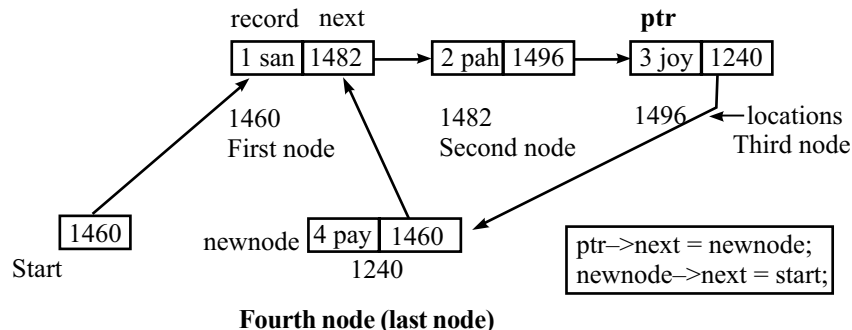 record next ptr
1 san 1482 2 pah 1496 3 joy 1240
1460 1482 1496 locations
First node Second node Third node
1460 newnode 4 pay 1460 ptr–>next = newnode;
Start 1240 newnode–>next = start;
Fourth node (last node)